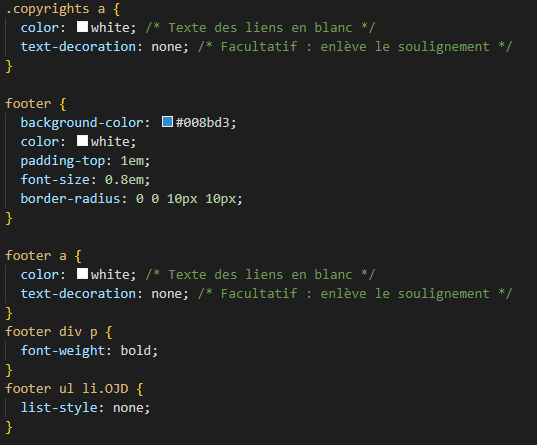 .copyrights a {
color: white; /* Texte des liens en blanc */
text-decoration: none; /* Facultatif : enlève le soulignement */
}
footer {
background-color: #008bd3;
color: white;
padding-top: 1em;
font-size: 0.8em;
border-radius: 0 0 10px 10px;
}
footer a {
color: white; /* Texte des liens en blanc */
text-decoration: none; /* Facultatif : enlève le soulignement */
}
footer div p {
font-weight: bold;
}
footer ul li.OJD {
list-style: none;
}